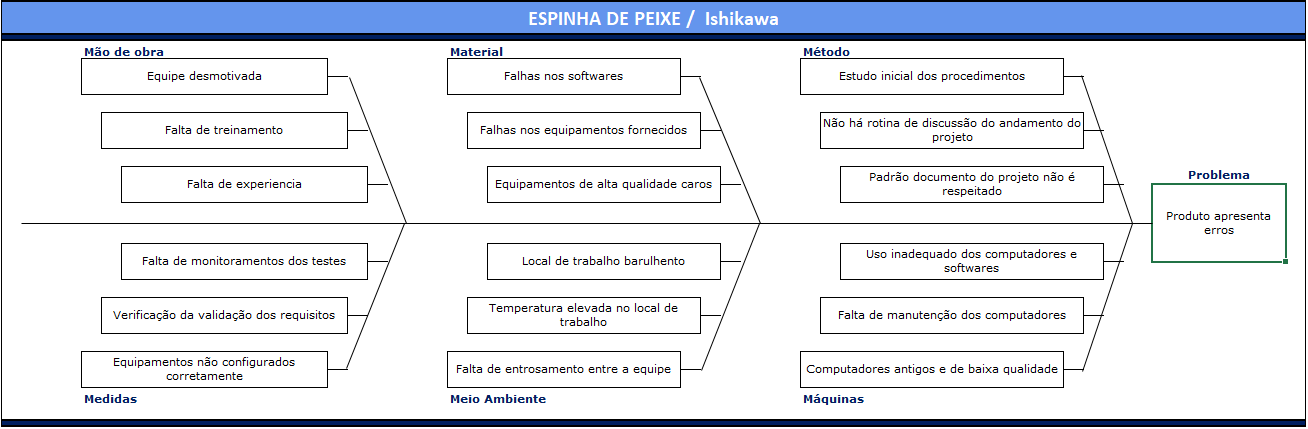 ESPINHA DE PEIXE / Ishikawa
Mão de obra
Equipe desmotivada
Falta de treinamento
Falta de experiencia
Material
Falhas nos softwares
Falhas nos equipamentos fornecidos
Equipamentos de alta qualidade caros
Método
Estudo inicial dos procedimentos
Não há rotina de discussão do andamento do
projeto
Padrão documento do projeto não é
respeitado
Problema
Produto apresenta
erros
Falta de monitoramentos dos testes
Verificação da validação dos requisitos
Equipamentos não configurados
corretamente
Medidas
Local de trabalho barulhento
Temperatura elevada no local de
trabalho
Falta de entrosamento entre a equipe
Meio Ambiente
Uso inadequado dos computadores e
softwares
Falta de manutenção dos computadores
Computadores antigos e de baixa qualidade
Máquinas